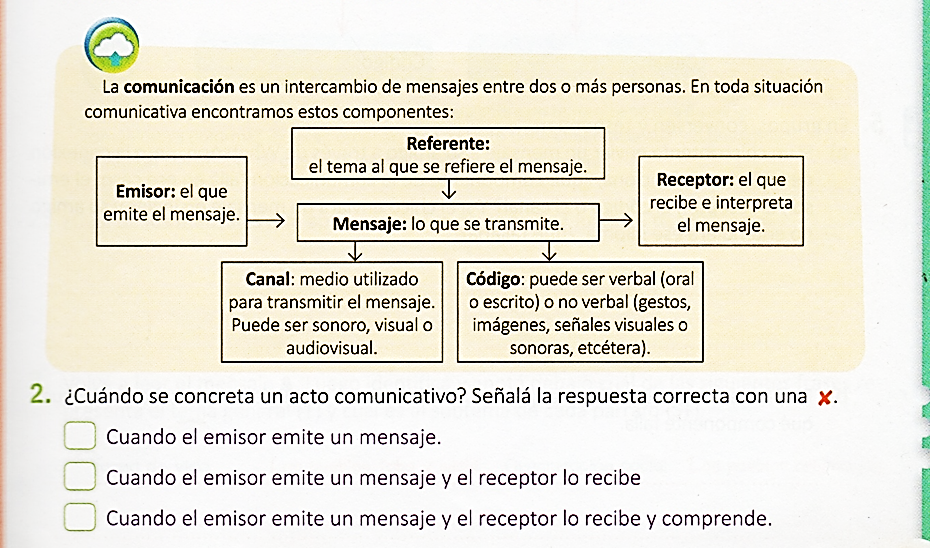 La comunicación es un intercambio de mensajes entre dos o más personas. En toda situación
comunicativa encontramos estos componentes:
Referente:
el tema al que se refiere el mensaje.
Emisor: el que
emite el mensaje.
Mensaje: lo que se transmite.
Receptor: el que
recibe e interpreta
el mensaje.
Canal: medio utilizado
para transmitir el mensaje.
Puede ser sonoro, visual o
audiovisual.
Código: puede ser verbal (oral
o escrito) o no verbal (gestos,
imágenes, señales visuales o
sonoras, etcétera).
2. ¿Cuándo se concreta un acto comunicativo? Señalá la respuesta correcta con una ✘.
Cuando el emisor emite un mensaje.
Cuando el emisor emite un mensaje y el receptor lo recibe
Cuando el emisor emite un mensaje y el receptor lo recibe y comprende.